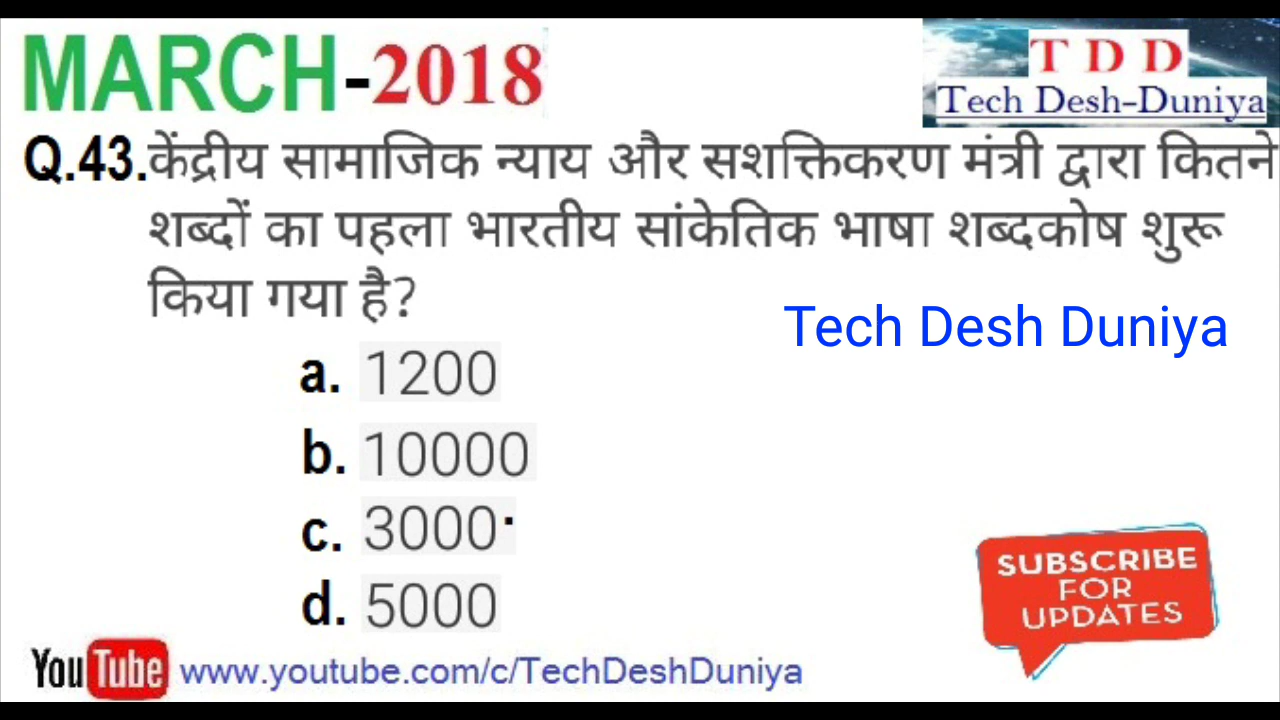 MARCH-2018
T D D
Tech Desh-Duniya
Q.43.केंद्रीय सामाजिक न्याय और सशक्तिकरण मंत्री द्वारा कितने
शब्दों का पहला भारतीय सांकेतिक भाषा शब्दकोष शुरू
किया गया है?
Tech Desh Duniya
a. 1200
b. 10000
c. 3000
d. 5000
SUBSCRIBE
FOR
UPDATES
YouTube www.youtube.com/c/TechDeshDuniya